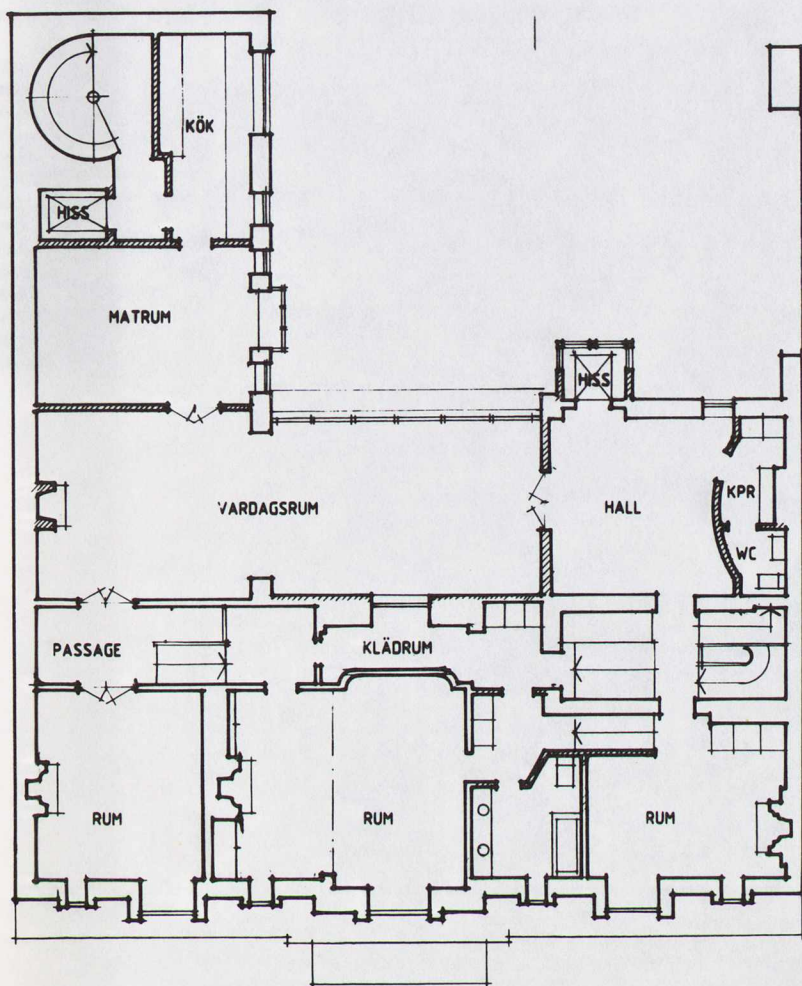 KÖK
HISS
MATRUM
HISS
VARDAGSRUM
HALL
KPR
WC
PASSAGE
KLÄDRUM
RUM
RUM
RUM